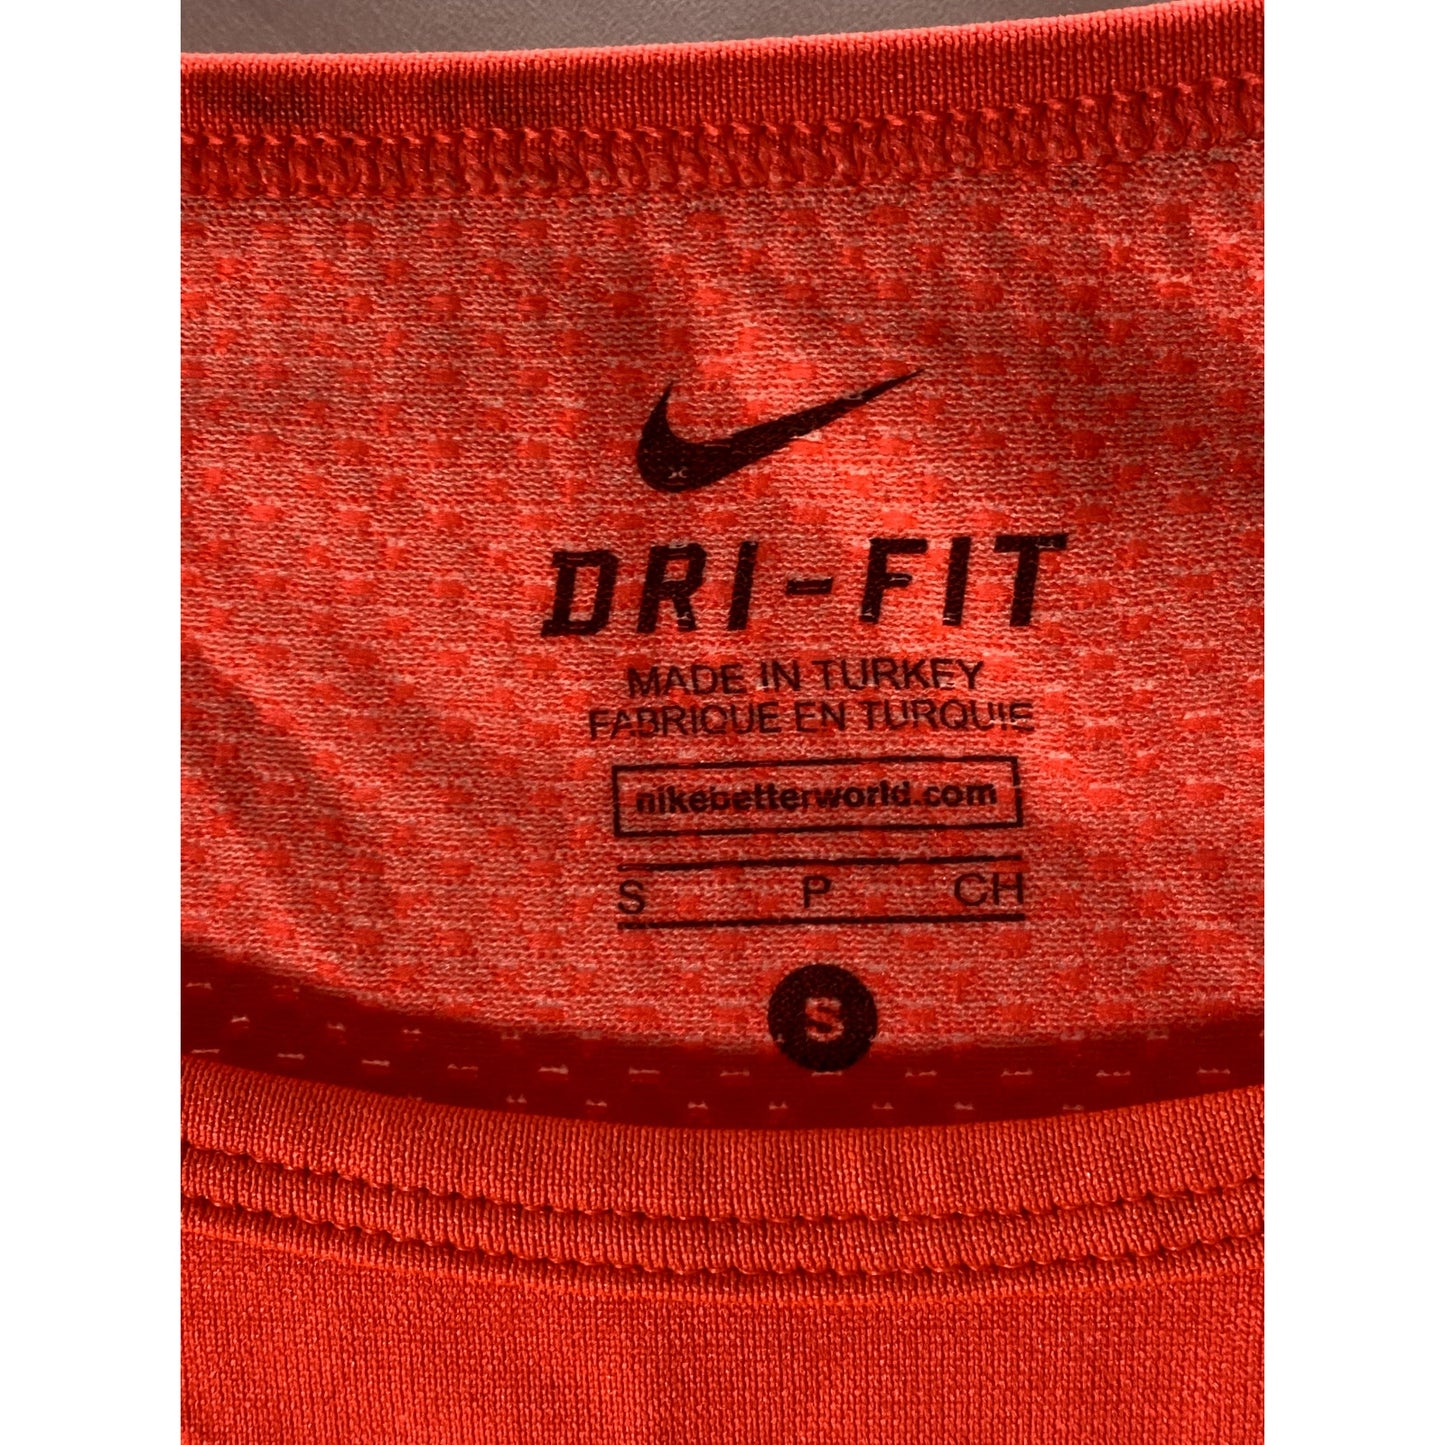 DRI-FIT
MADE IN TURKEY
FABRIQUE EN TURQUIE
nikebetterworld.com
S P CH
S